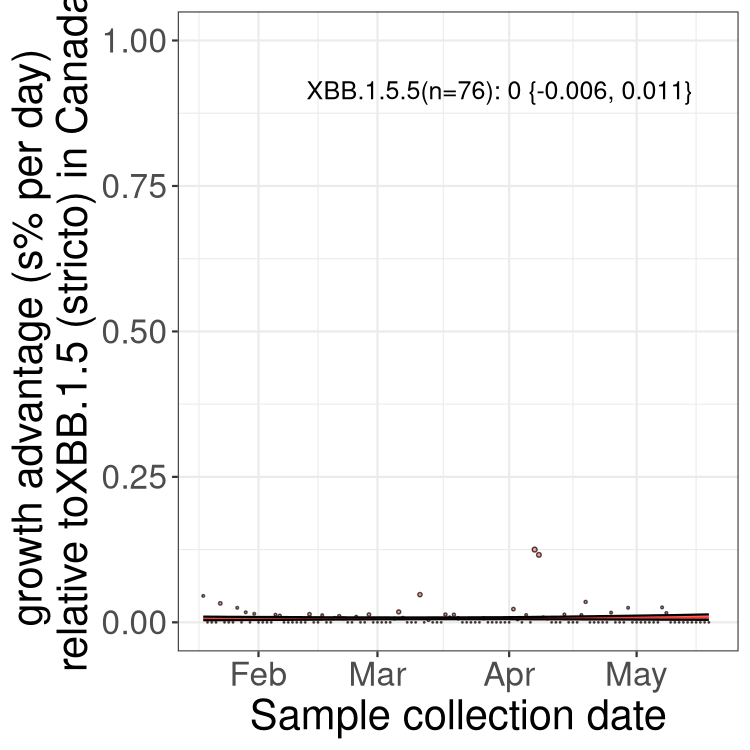 growth advantage (s% per day)
relative toXBB.1.5 (stricto) in Canada
1.00
0.75
0.50
0.25
0.00
XBB.1.5.5(n=76): 0 {-0.006, 0.011}
Feb Mar Apr May
Sample collection date